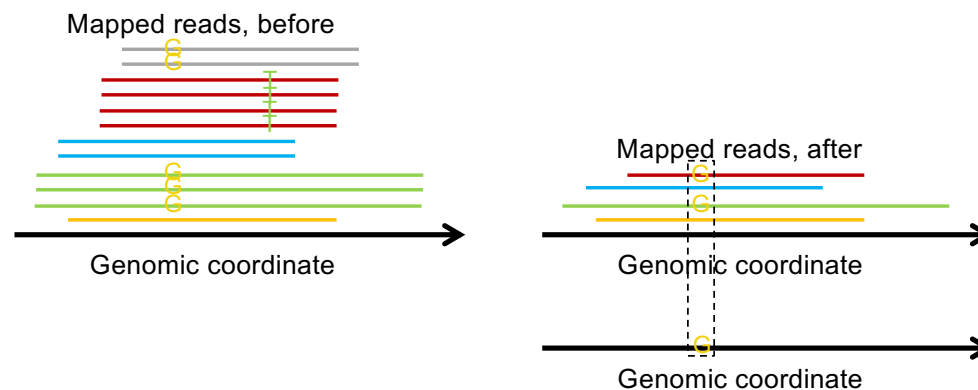 Mapped reads, before
G
G
T
T
T
T
G
G
G
Genomic coordinate
Mapped reads, after
G
G
Genomic coordinate
G
Genomic coordinate